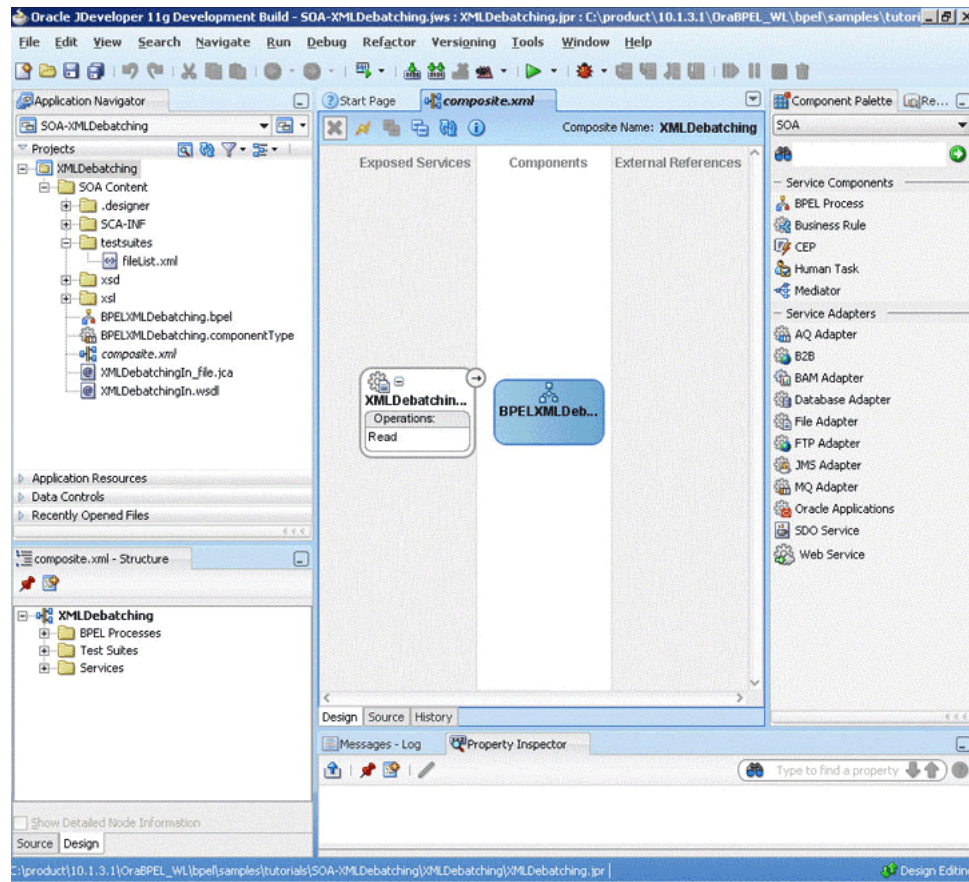 Oracle JDeveloper 11g Development Build - SOA-XMLDebatching.jws : XMLDebatching.jpr : C:\product\10.1.3.1\OraBPEL_WL\bpel\samples\tutori
File Edit View Search Navigate Run Debug Refactor Versioning Tools Window Help
Application Navigator
SOA-XMLDebatching
Projects
XMLDebatching
SOA Content
.designer
SCA-INF
testsuites
fileList.xml
xsd
xsl
BPELXMLDebatching.bpel
BPELXMLDebatching.componentType
composite.xml
XMLDebatchingIn_file.jca
XMLDebatchingIn.wsdl
Application Resources
Data Controls
Recently Opened Files
composite.xml - Structure
XMLDebatching
BPEL Processes
Test Suites
Services
Show Detailed Node Information
Source Design
Start Page composite.xml
Composite Name: XMLDebatching
Exposed Services Components External References
XMLDebatchin...
Operations:
Read
BPELXMLDeb...
Design Source History
Messages - Log Property Inspector
Type to find a property
Component Palette Re...
SOA
Service Components
BPEL Process
Business Rule
CEP
Human Task
Mediator
Service Adapters
AQ Adapter
B2B
BAM Adapter
Database Adapter
File Adapter
FTP Adapter
JMS Adapter
MQ Adapter
Oracle Applications
SDO Service
Web Service
C:\product\10.1.3.1\OraBPEL_WL\bpel\samples\tutorials\SOA-XMLDebatching\XMLDebatching\XMLDebatching.jpr
Design Editin